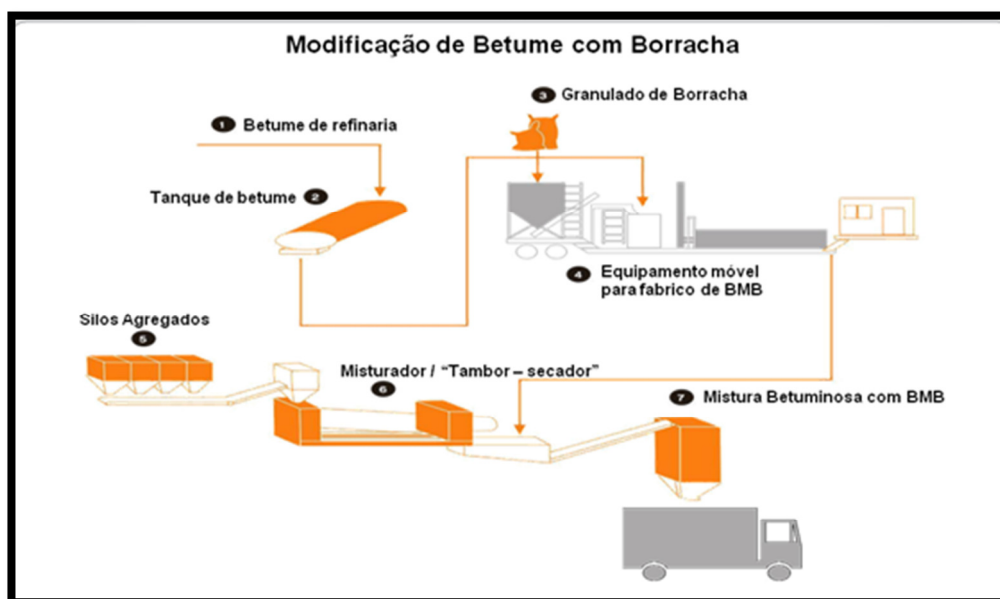 Modificação de Betume com Borracha
3 Granulado de Borracha
1 Betume de refinaria
Tanque de betume 2
4 Equipamento móvel
para fabrico de BMB
Silos Agregados
5
Misturador / “Tambor – secador”
6
7 Mistura Betuminosa com BMB